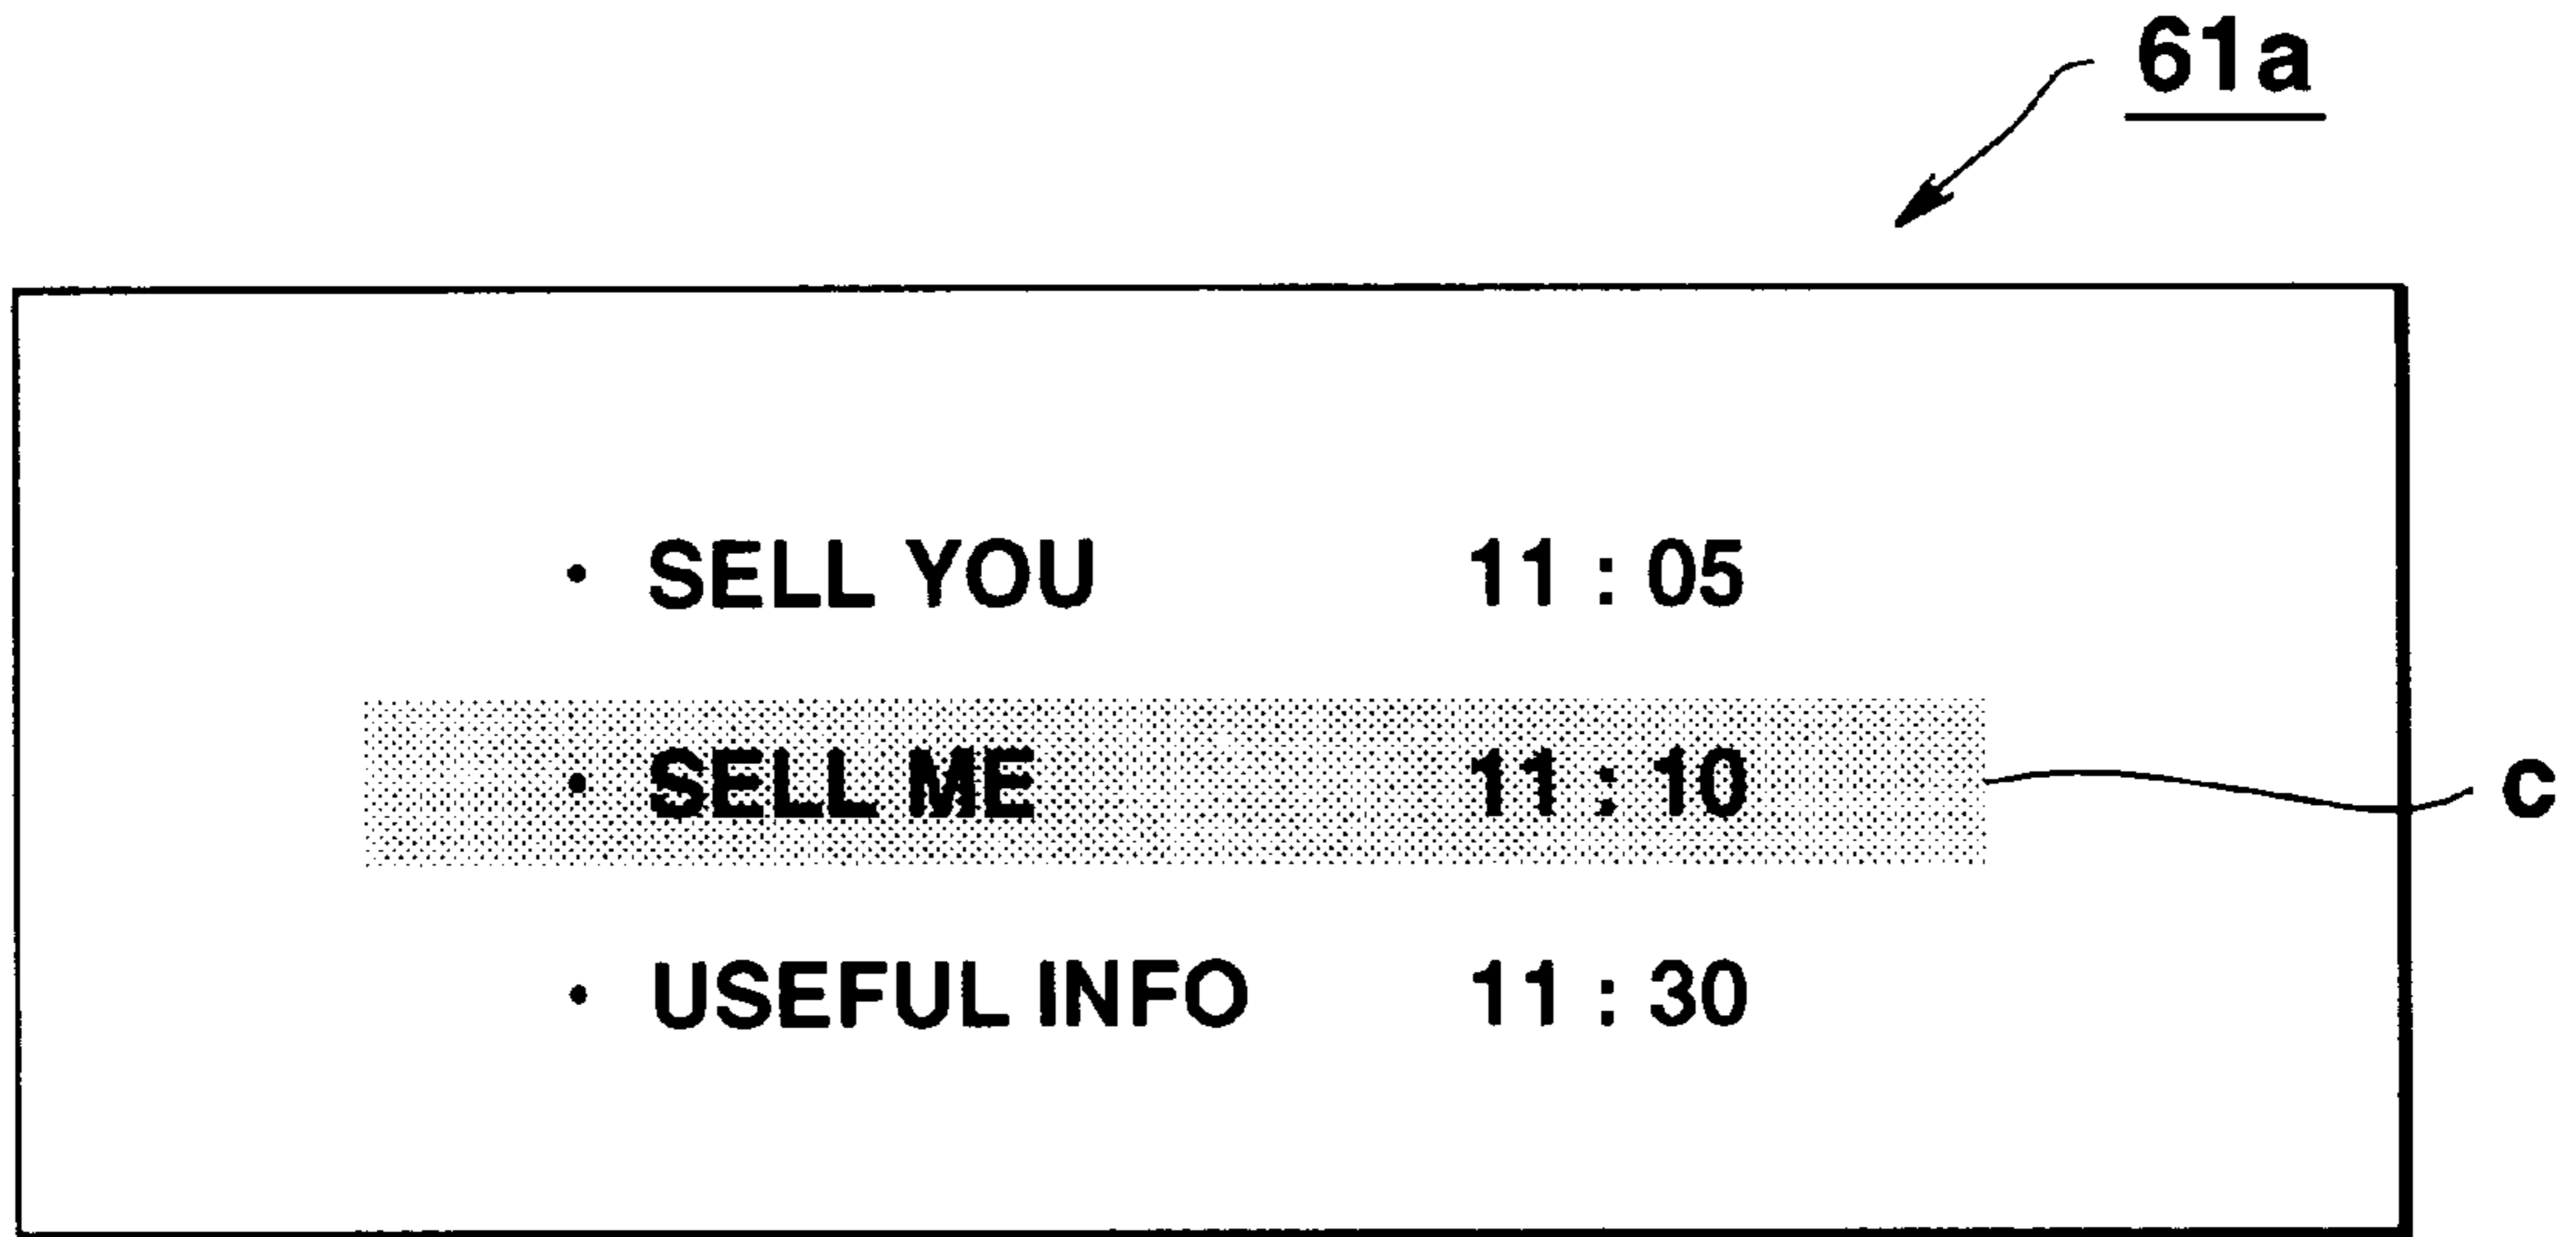 61a
• SELL YOU 11 : 05
• SELL ME 11 : 10 c
• USEFUL INFO 11 : 30